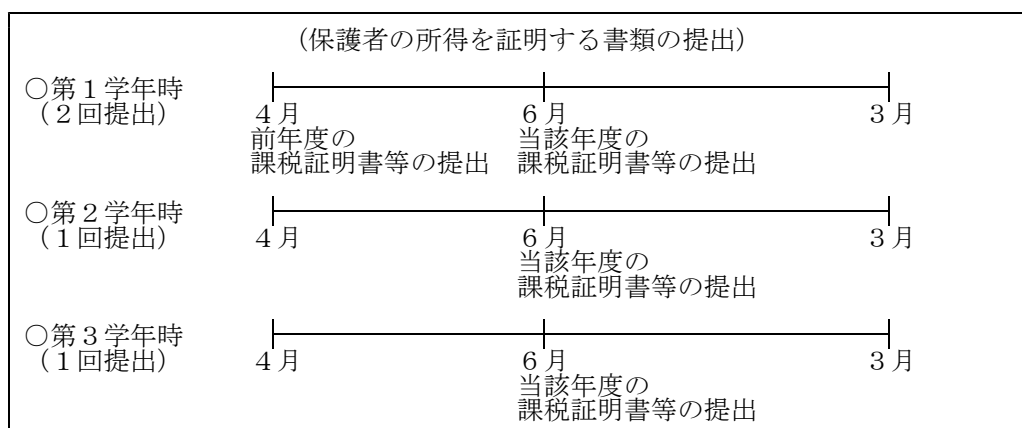 (保護者の所得を証明する書類の提出)
○第1学年時
(2回提出)
4月 6月 3月
前年度の 当該年度の
課税証明書等の提出 課税証明書等の提出
○第2学年時
(1回提出)
4月 6月 3月
当該年度の
課税証明書等の提出
○第3学年時
(1回提出)
4月 6月 3月
当該年度の
課税証明書等の提出